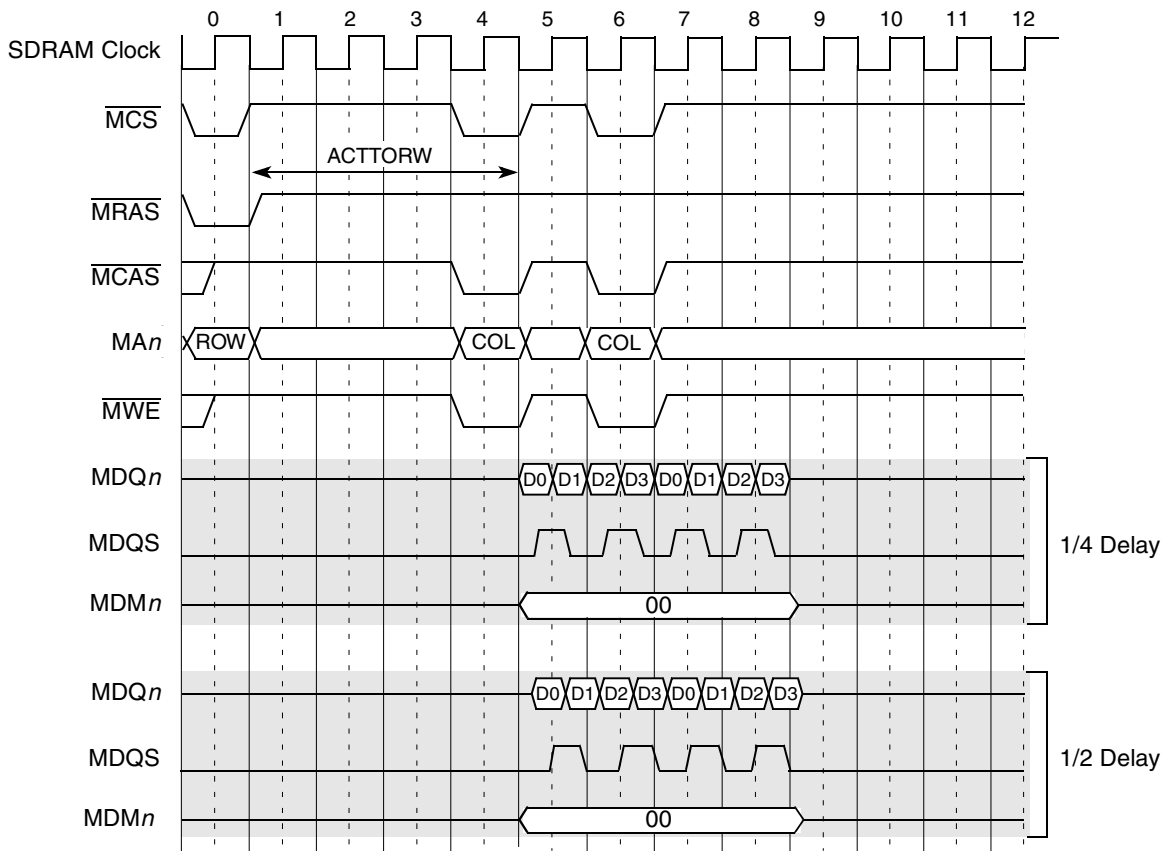 0 1 2 3 4 5 6 7 8 9 10 11 12
SDRAM Clock
MCS
ACTTORW
MRAS
MCAS
MAn ROW COL COL
MWE
MDQn D0 D1 D2 D3 D0 D1 D2 D3
MDQS
1/4 Delay
MDMn 00
MDQn D0 D1 D2 D3 D0 D1 D2 D3
MDQS
1/2 Delay
MDMn 00